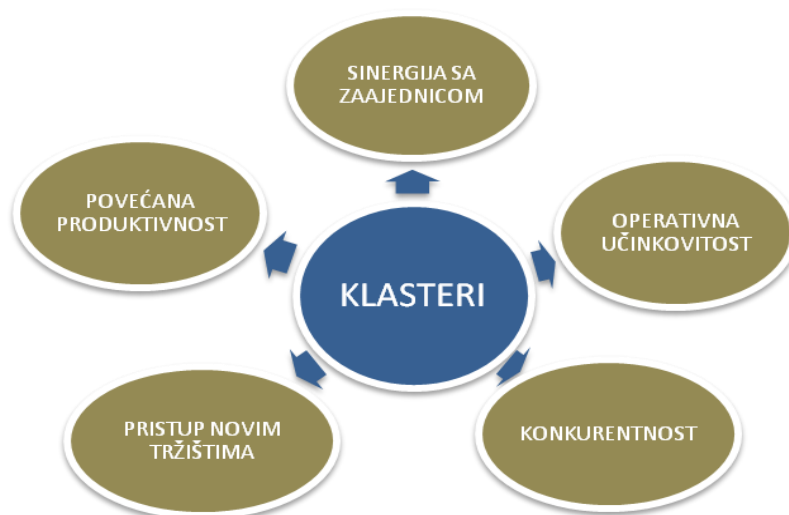 SINERGIJA SA
ZAAJEDNICOM
POVEĆANA
PRODUKTIVNOST
OPERATIVNA
UČINKOVITOST
KLASTERI
PRISTUP NOVIM
TRŽIŠTIMA
KONKURENTNOST